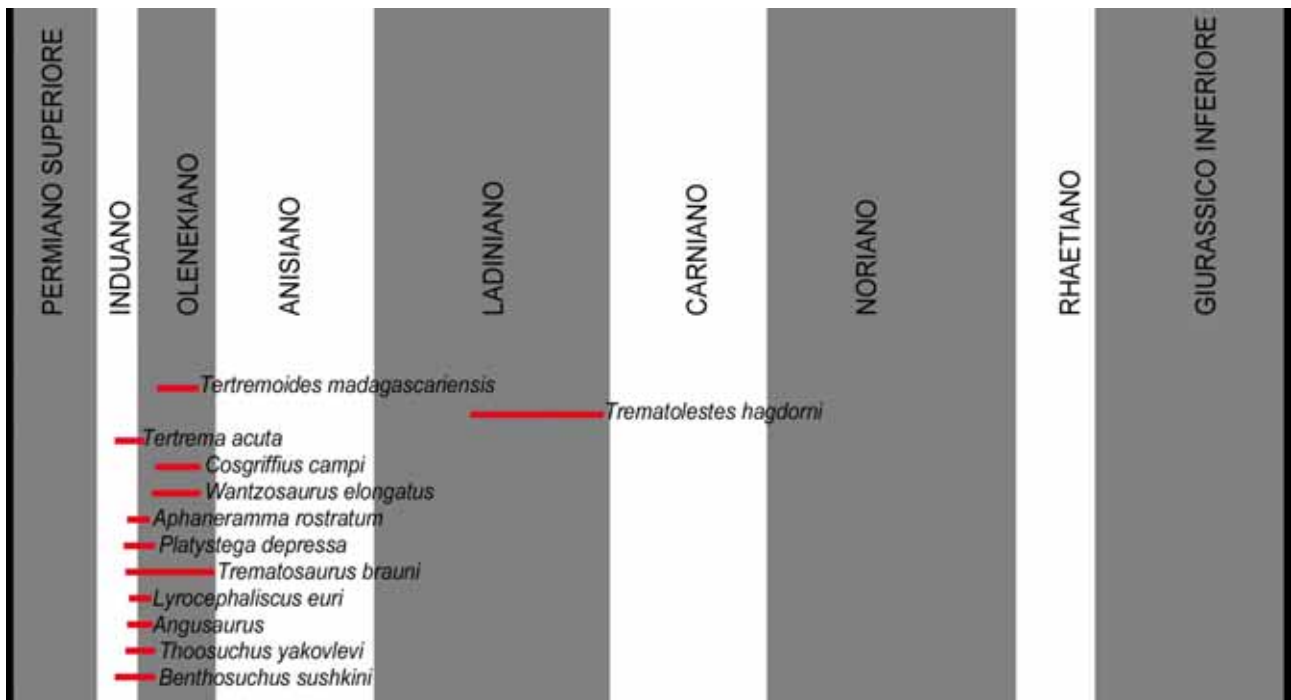 PERMIANO SUPERIORE
INDUANO
OLENEKIANO
ANISIANO
LADINIANO
CARNIANO
NORIANO
RHAETIANO
GIURASSICO INFERIORE
Tertremoides madagascariensis
Trematolestes hagdorni
Tertrema acuta
Cosgriffius campi
Wantzosaurus elongatus
Aphaneramma rostratum
Platystega depressa
Trematosaurus brauni
Lyrocephaliscus euri
Angusaurus
Thoosuchus yakovlevi
Benthosuchus sushkini